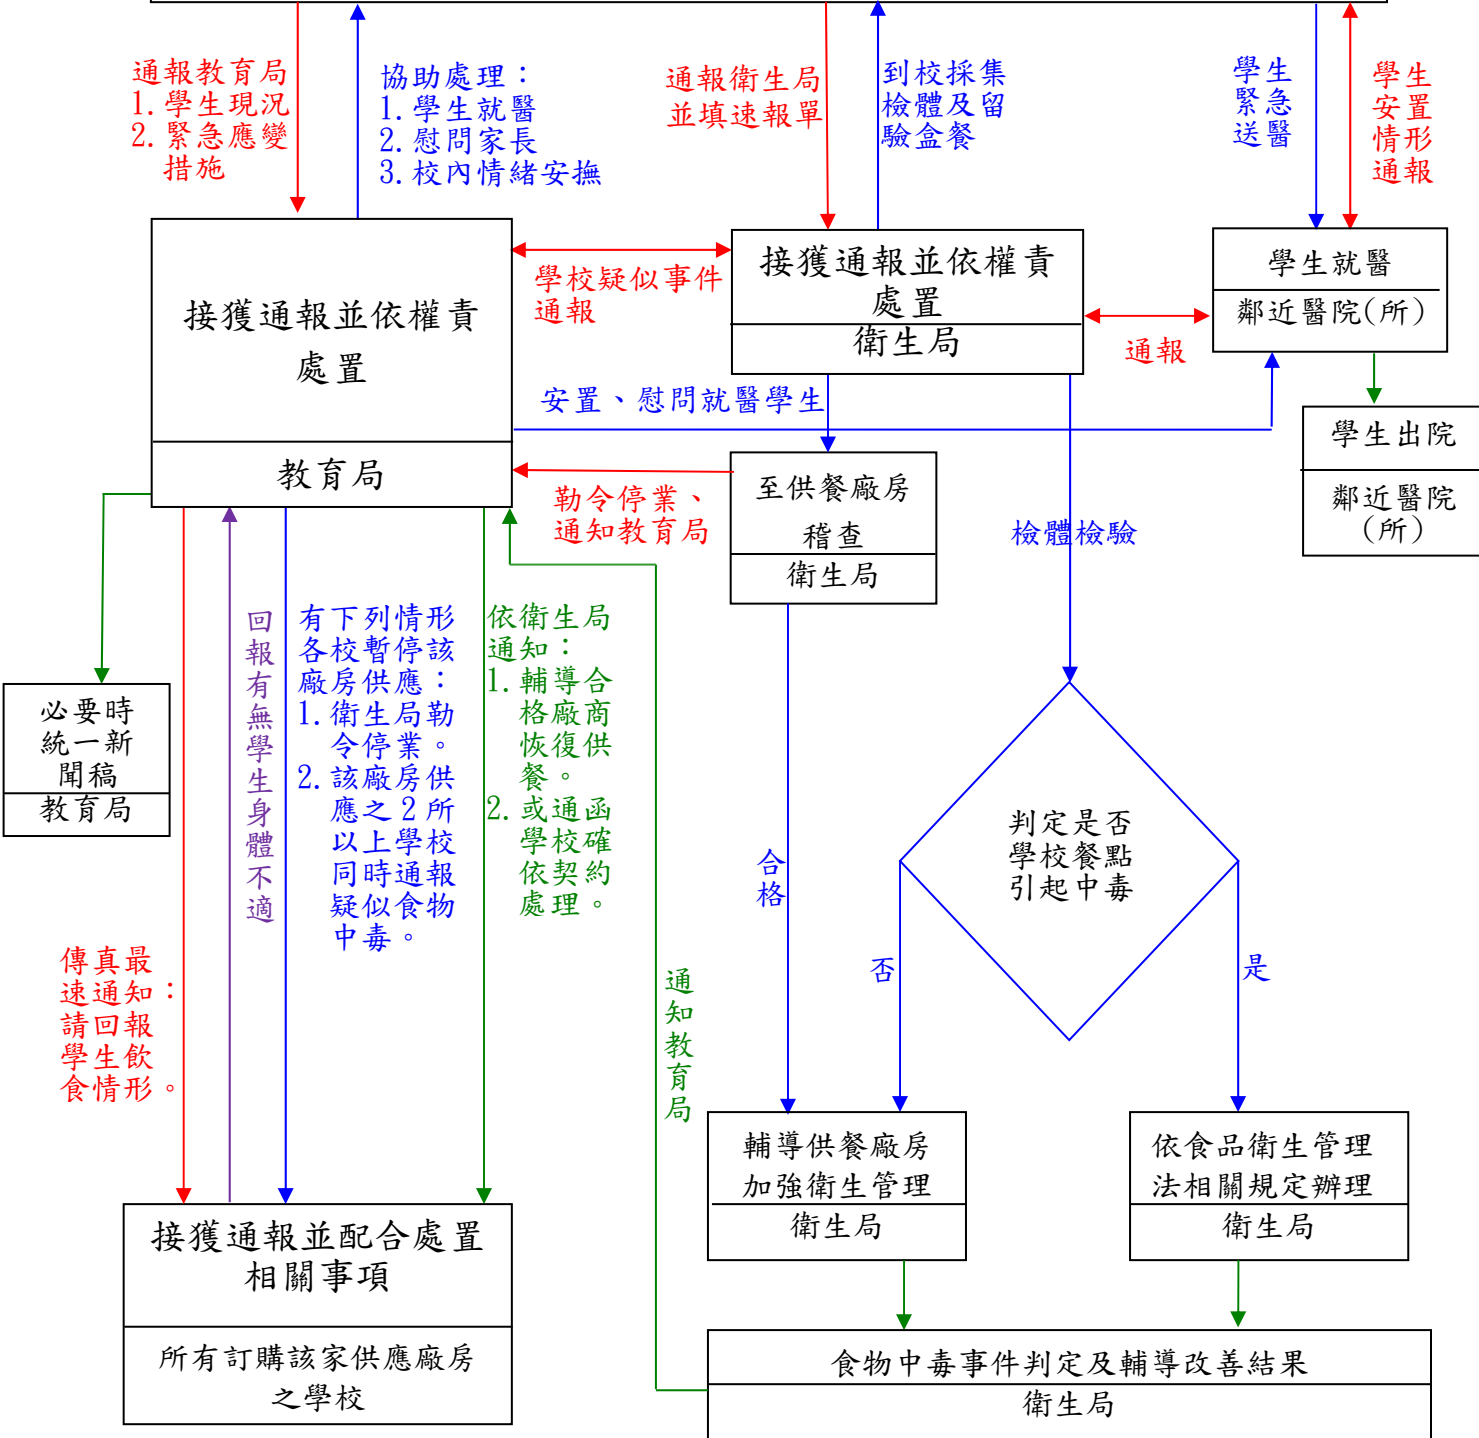 通報教育局
1.學生現況
2.緊急應變
措施
協助處理：
1.學生就醫
2.慰問家長
3.校內情緒安撫
通報衛生局
並填速報單
到校採集
檢體及留
驗盒餐
學生
緊急
送醫
學生
安置
情形
通報
接獲通報並依權責
處置
教育局
學校疑似事件
通報
接獲通報並依權責
處置
衛生局
通報
學生就醫
鄰近醫院(所)
安置、慰問就醫學生
學生出院
鄰近醫院
(所)
勒令停業、
通知教育局
至供餐廠房
稽查
衛生局
檢體檢驗
必要時
統一新
聞稿
教育局
回報有無學生身體不適
有下列情形
各校暫停該
廠房供應：
1.衛生局勒
令停業。
2.該廠房供
應之2所
以上學校
同時通報
疑似食物
中毒。
依衛生局
通知：
1.輔導合
格廠商
恢復供
餐。
2.或通函
學校確
依契約
處理。
合格
判定是否
學校餐點
引起中毒
否
是
傳真最
速通知：
請回報
學生飲
食情形。
通知教育局
輔導供餐廠房
加強衛生管理
衛生局
依食品衛生管理
法相關規定辦理
衛生局
接獲通報並配合處置
相關事項
所有訂購該家供應廠房
之學校
食物中毒事件判定及輔導改善結果
衛生局